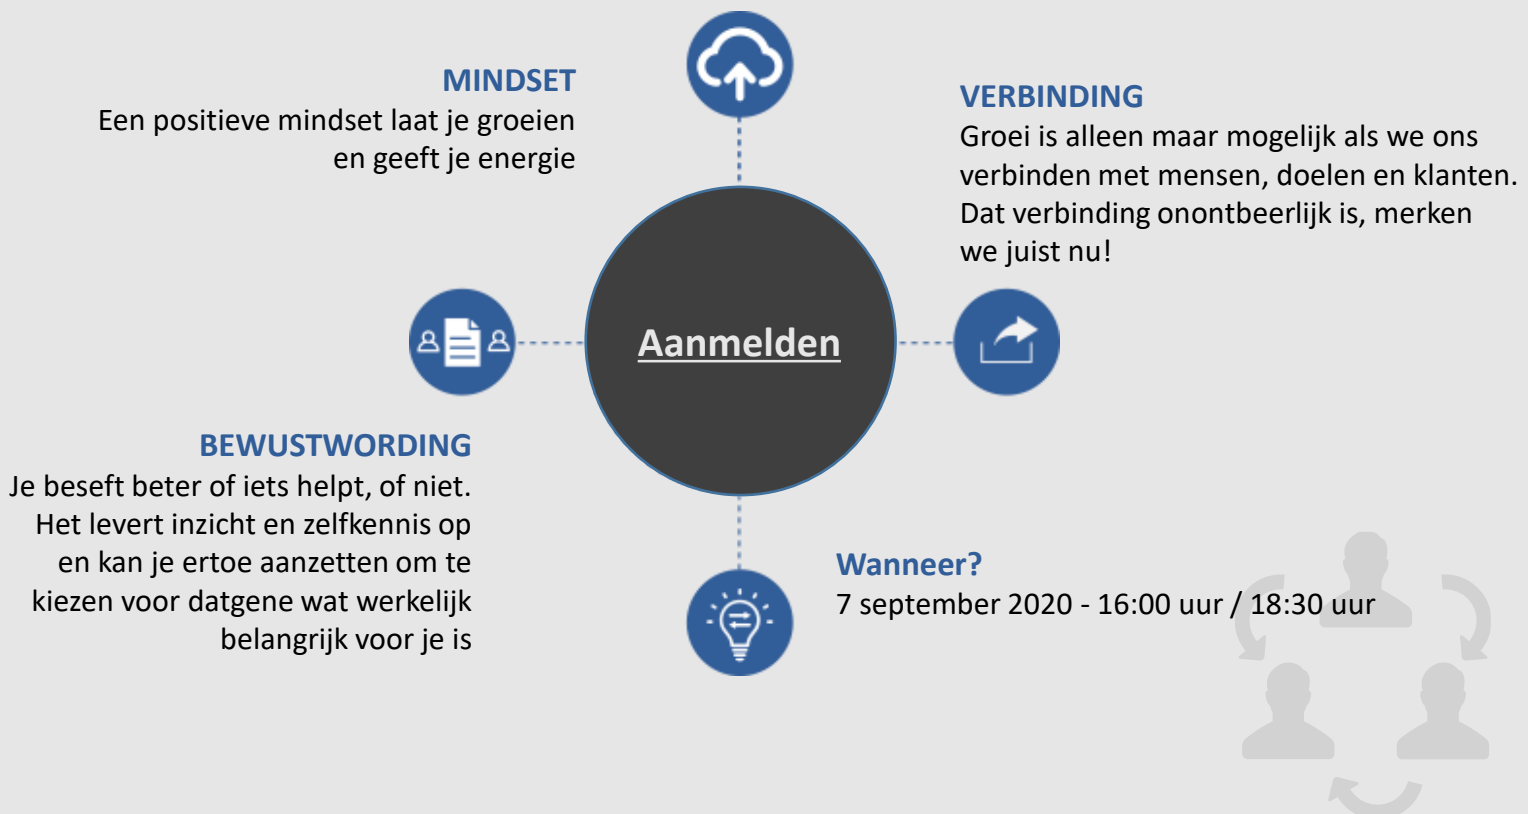 MINDSET
Een positieve mindset laat je groeien
en geeft je energie
VERBINDING
Groei is alleen maar mogelijk als we ons
verbinden met mensen, doelen en klanten.
Dat verbinding onontbeerlijk is, merken
we juist nu!
Aanmelden
BEWUSTWORDING
Je beseft beter of iets helpt, of niet.
Het levert inzicht en zelfkennis op
en kan je ertoe aanzetten om te
kiezen voor datgene wat werkelijk
belangrijk voor je is
Wanneer?
7 september 2020 - 16:00 uur / 18:30 uur